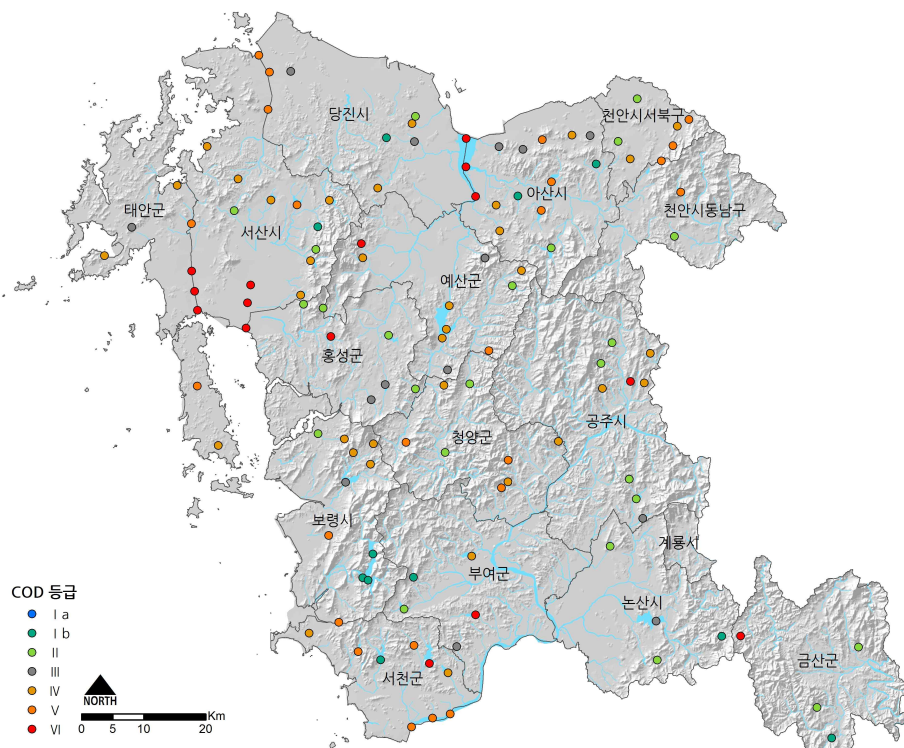 당진시
천안시서북구
아산시
태안군
천안시동남구
서산시
예산군
홍성군
공주시
청양군
보령시
계룡시
부여군
논산시
금산군
서천군
COD 등급
Ⅰa
Ⅰb
Ⅱ
Ⅲ
Ⅳ
Ⅴ
Ⅵ
NORTH
Km
0 5 10 20